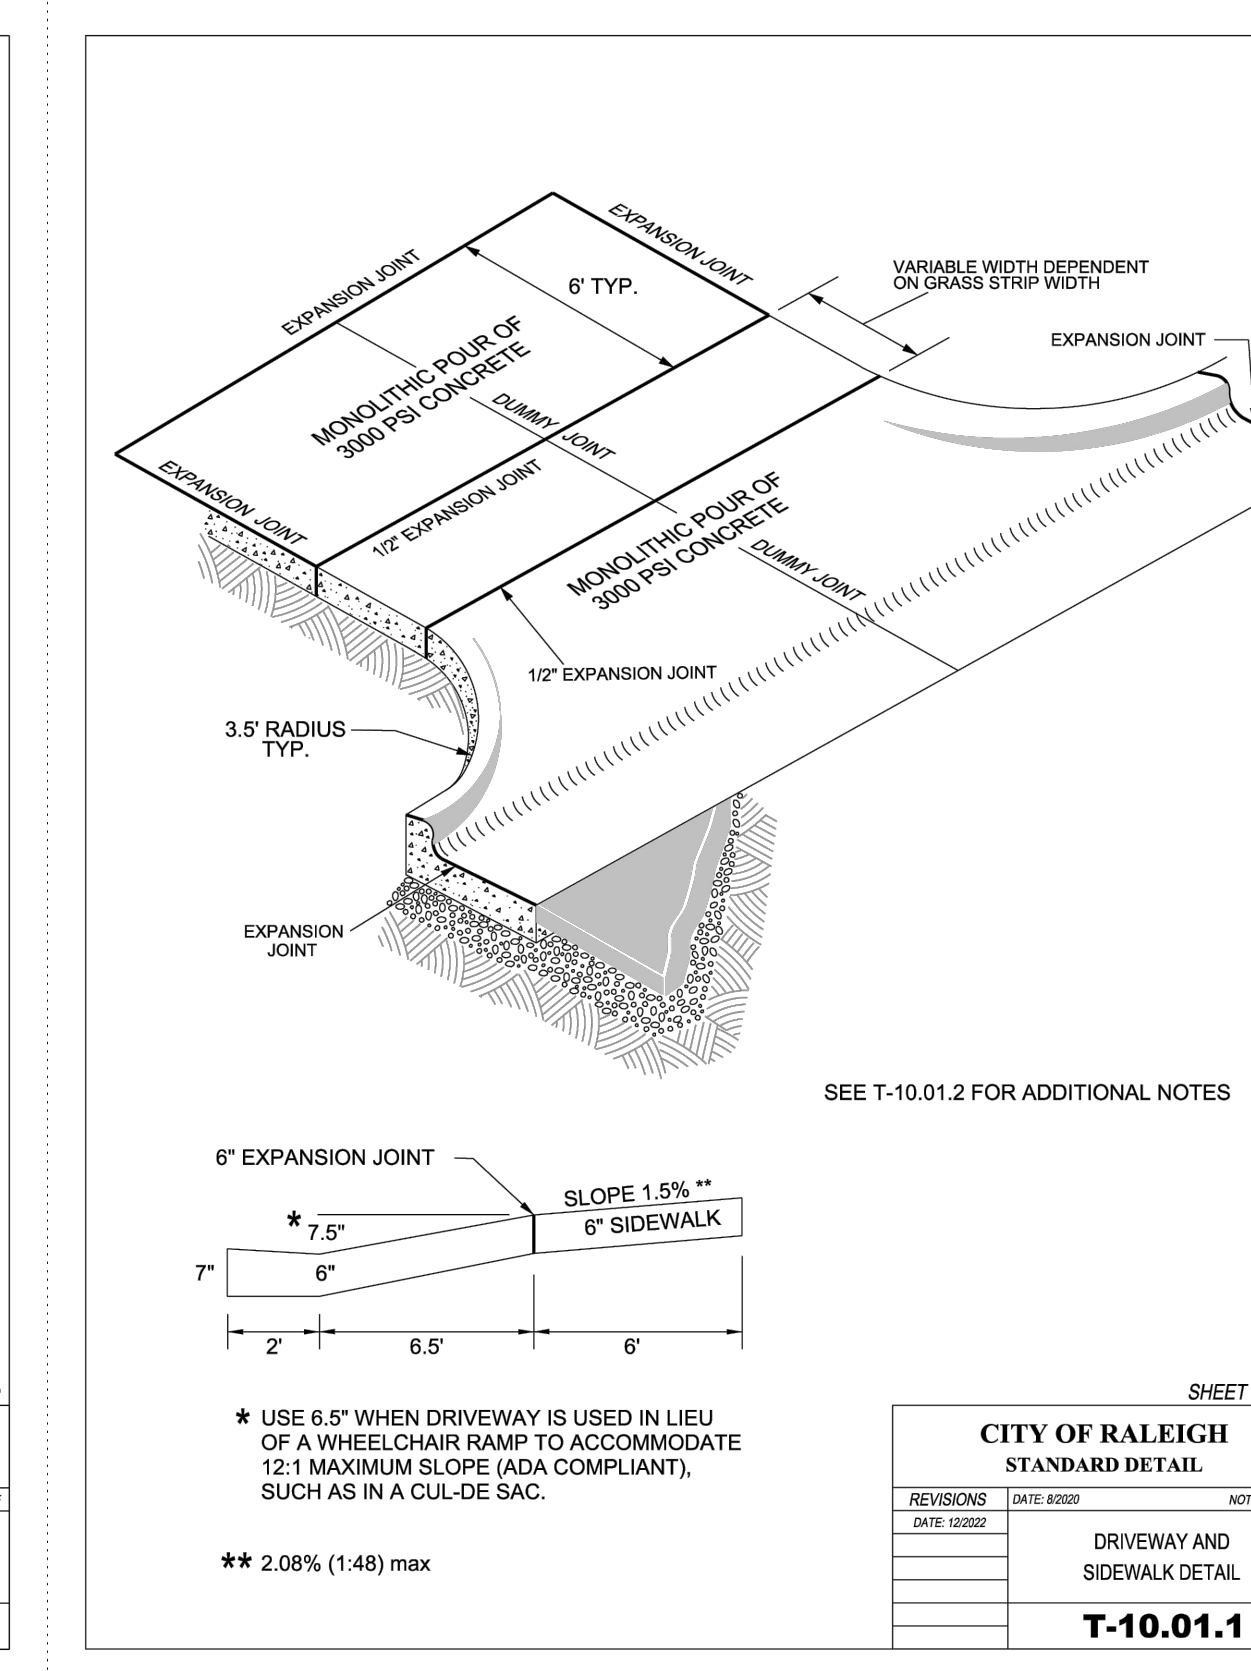 EXPANSION JOINT
EXPANSION JOINT
6' TYP.
VARIABLE WIDTH DEPENDENT
ON GRASS STRIP WIDTH
EXPANSION JOINT
MONOLITHIC POUR OF
3000 PSI CONCRETE
DUMMY JOINT
EXPANSION JOINT
1/2" EXPANSION JOINT
MONOLITHIC POUR OF
3000 PSI CONCRETE
DUMMY JOINT
1/2" EXPANSION JOINT
3.5' RADIUS
TYP.
EXPANSION
JOINT
SEE T-10.01.2 FOR ADDITIONAL NOTES
6" EXPANSION JOINT
SLOPE 1.5% **
* 7.5"
6" SIDEWALK
7"
6"
2'
6.5'
6'
SHEET
* USE 6.5" WHEN DRIVEWAY IS USED IN LIEU
OF A WHEELCHAIR RAMP TO ACCOMMODATE
12:1 MAXIMUM SLOPE (ADA COMPLIANT),
SUCH AS IN A CUL-DE SAC.
** 2.08% (1:48) max
CITY OF RALEIGH
STANDARD DETAIL
REVISIONS
DATE: 8/2020
NOT
DATE: 12/2022
DRIVEWAY AND
SIDEWALK DETAIL
T-10.01.1